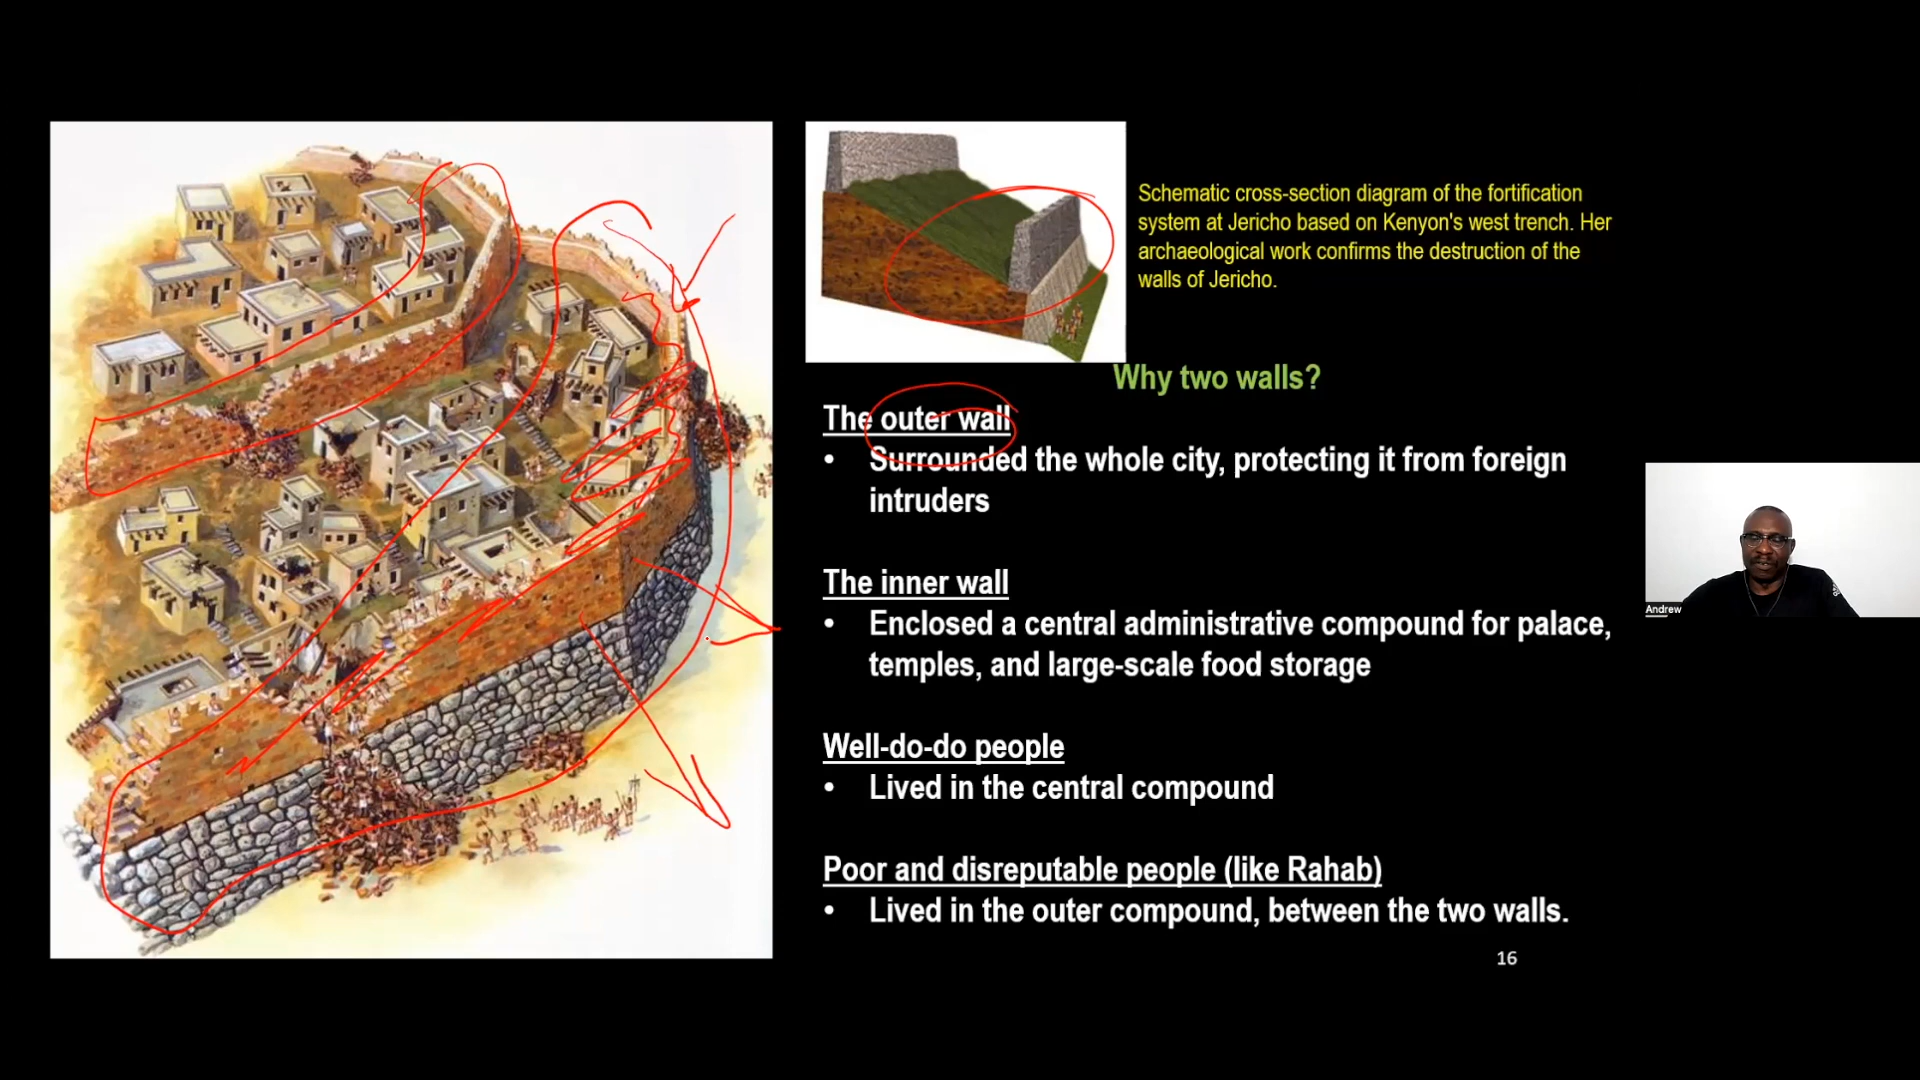 Schematic cross-section diagram of the fortification
system at Jericho based on Kenyon's west trench. Her
archaeological work confirms the destruction of the
walls of Jericho.
Why two walls?
The outer wall
• Surrounded the whole city, protecting it from foreign
intruders
The inner wall
• Enclosed a central administrative compound for palace,
temples, and large-scale food storage
Well-do-do people
• Lived in the central compound
Poor and disreputable people (like Rahab)
• Lived in the outer compound, between the two walls.
16
Andrew